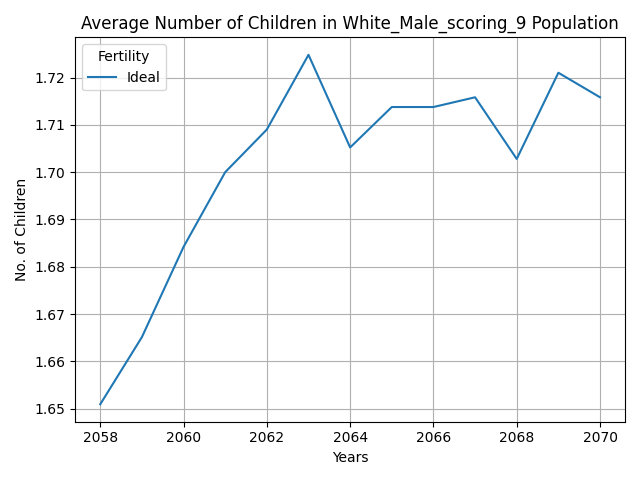 Average Number of Children in White_Male_scoring_9 Population
Fertility
Ideal
No. of Children
1.72
1.71
1.70
1.69
1.68
1.67
1.66
1.65
2058 2060 2062 2064 2066 2068 2070
Years